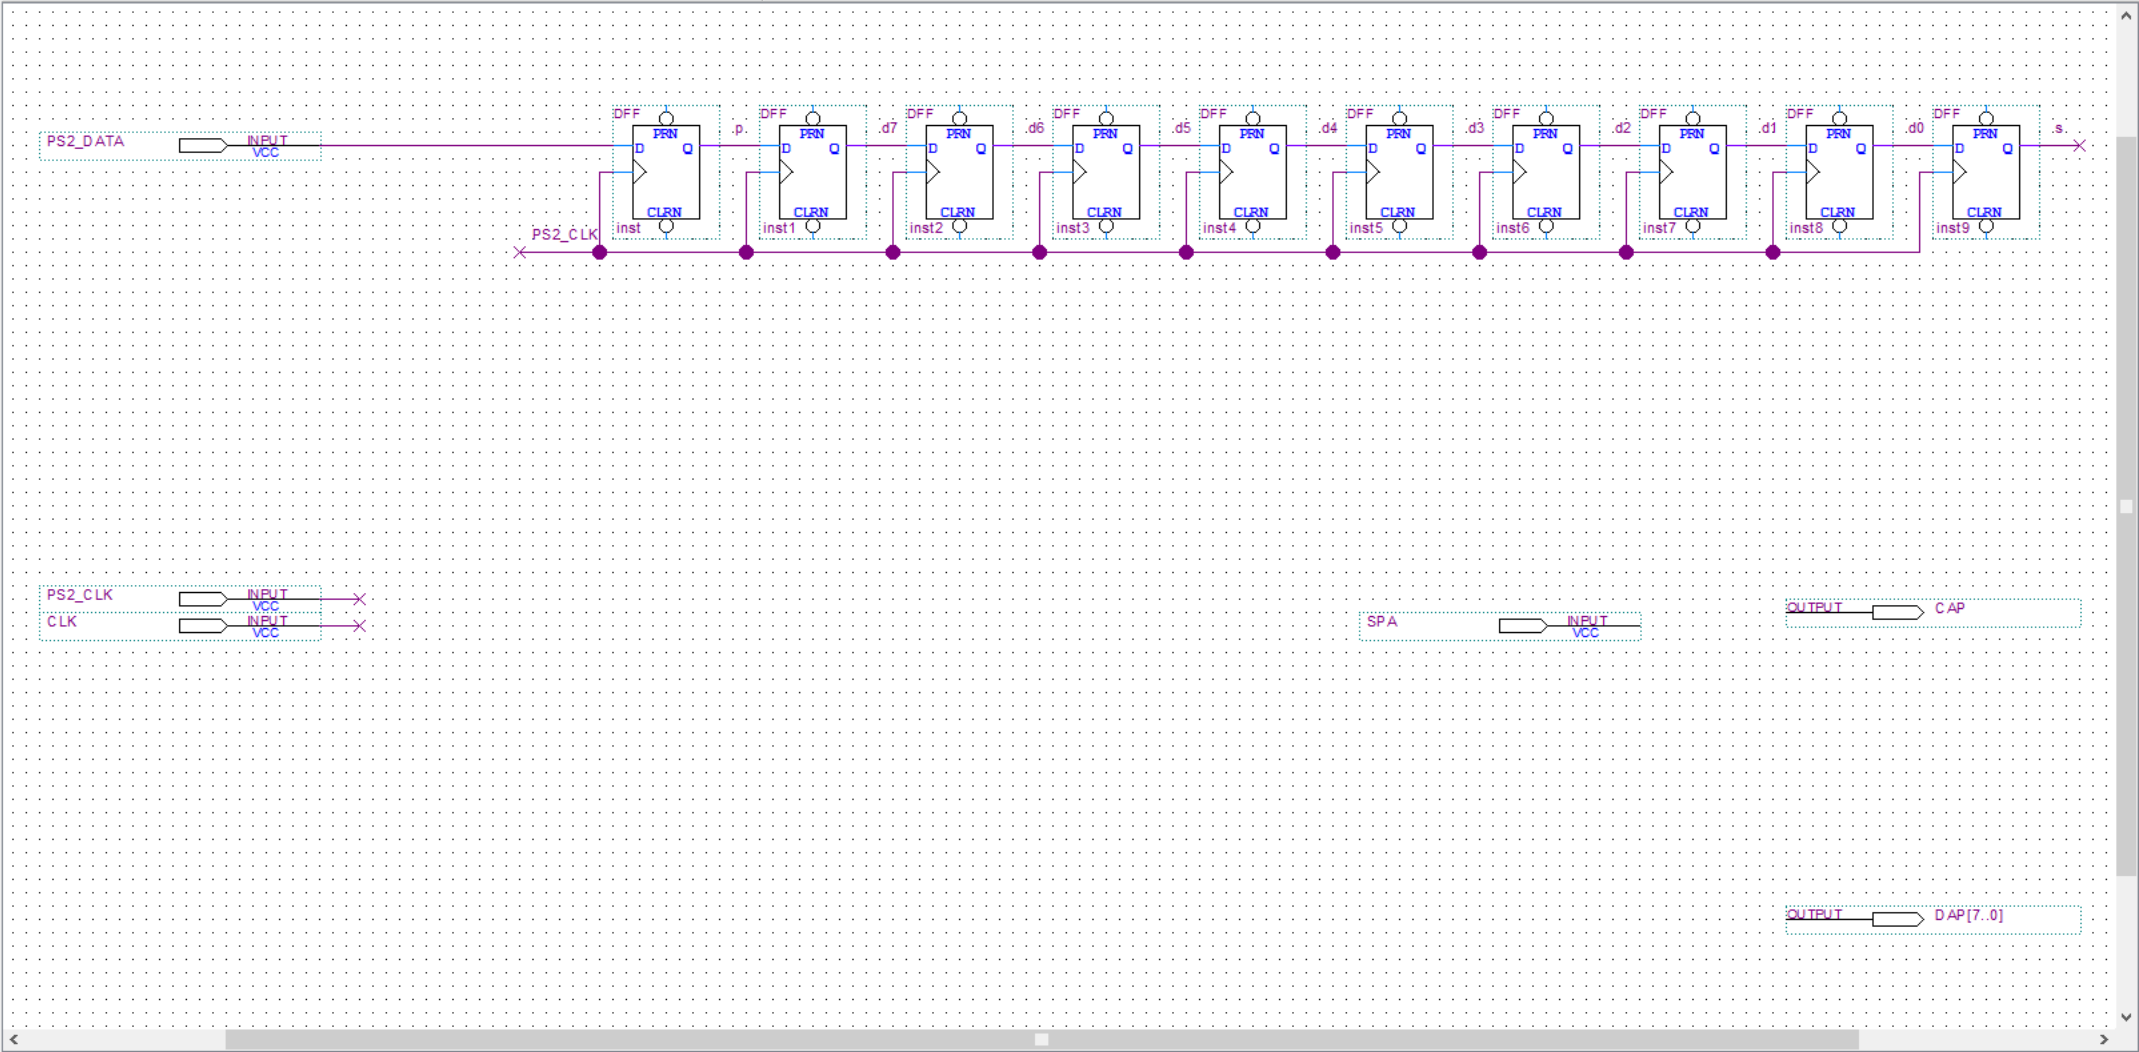 DFF DFF DFF DFF DFF DFF DFF DFF DFF DFF
PS2_DATA INPUT VCC
PRN PRN PRN PRN PRN PRN PRN PRN PRN PRN
.p. .d7 .d6 .d5 .d4 .d3 .d2 .d1 .d0 .s.
D Q D Q D Q D Q D Q D Q D Q D Q D Q D Q
CLRN CLRN CLRN CLRN CLRN CLRN CLRN CLRN CLRN CLRN
inst inst1 inst2 inst3 inst4 inst5 inst6 inst7 inst8 inst9
PS2_CLK
PS2_CLK INPUT VCC
CLK INPUT VCC
SPA INPUT VCC
OUTPUT CAP
OUTPUT DAP[7..0]